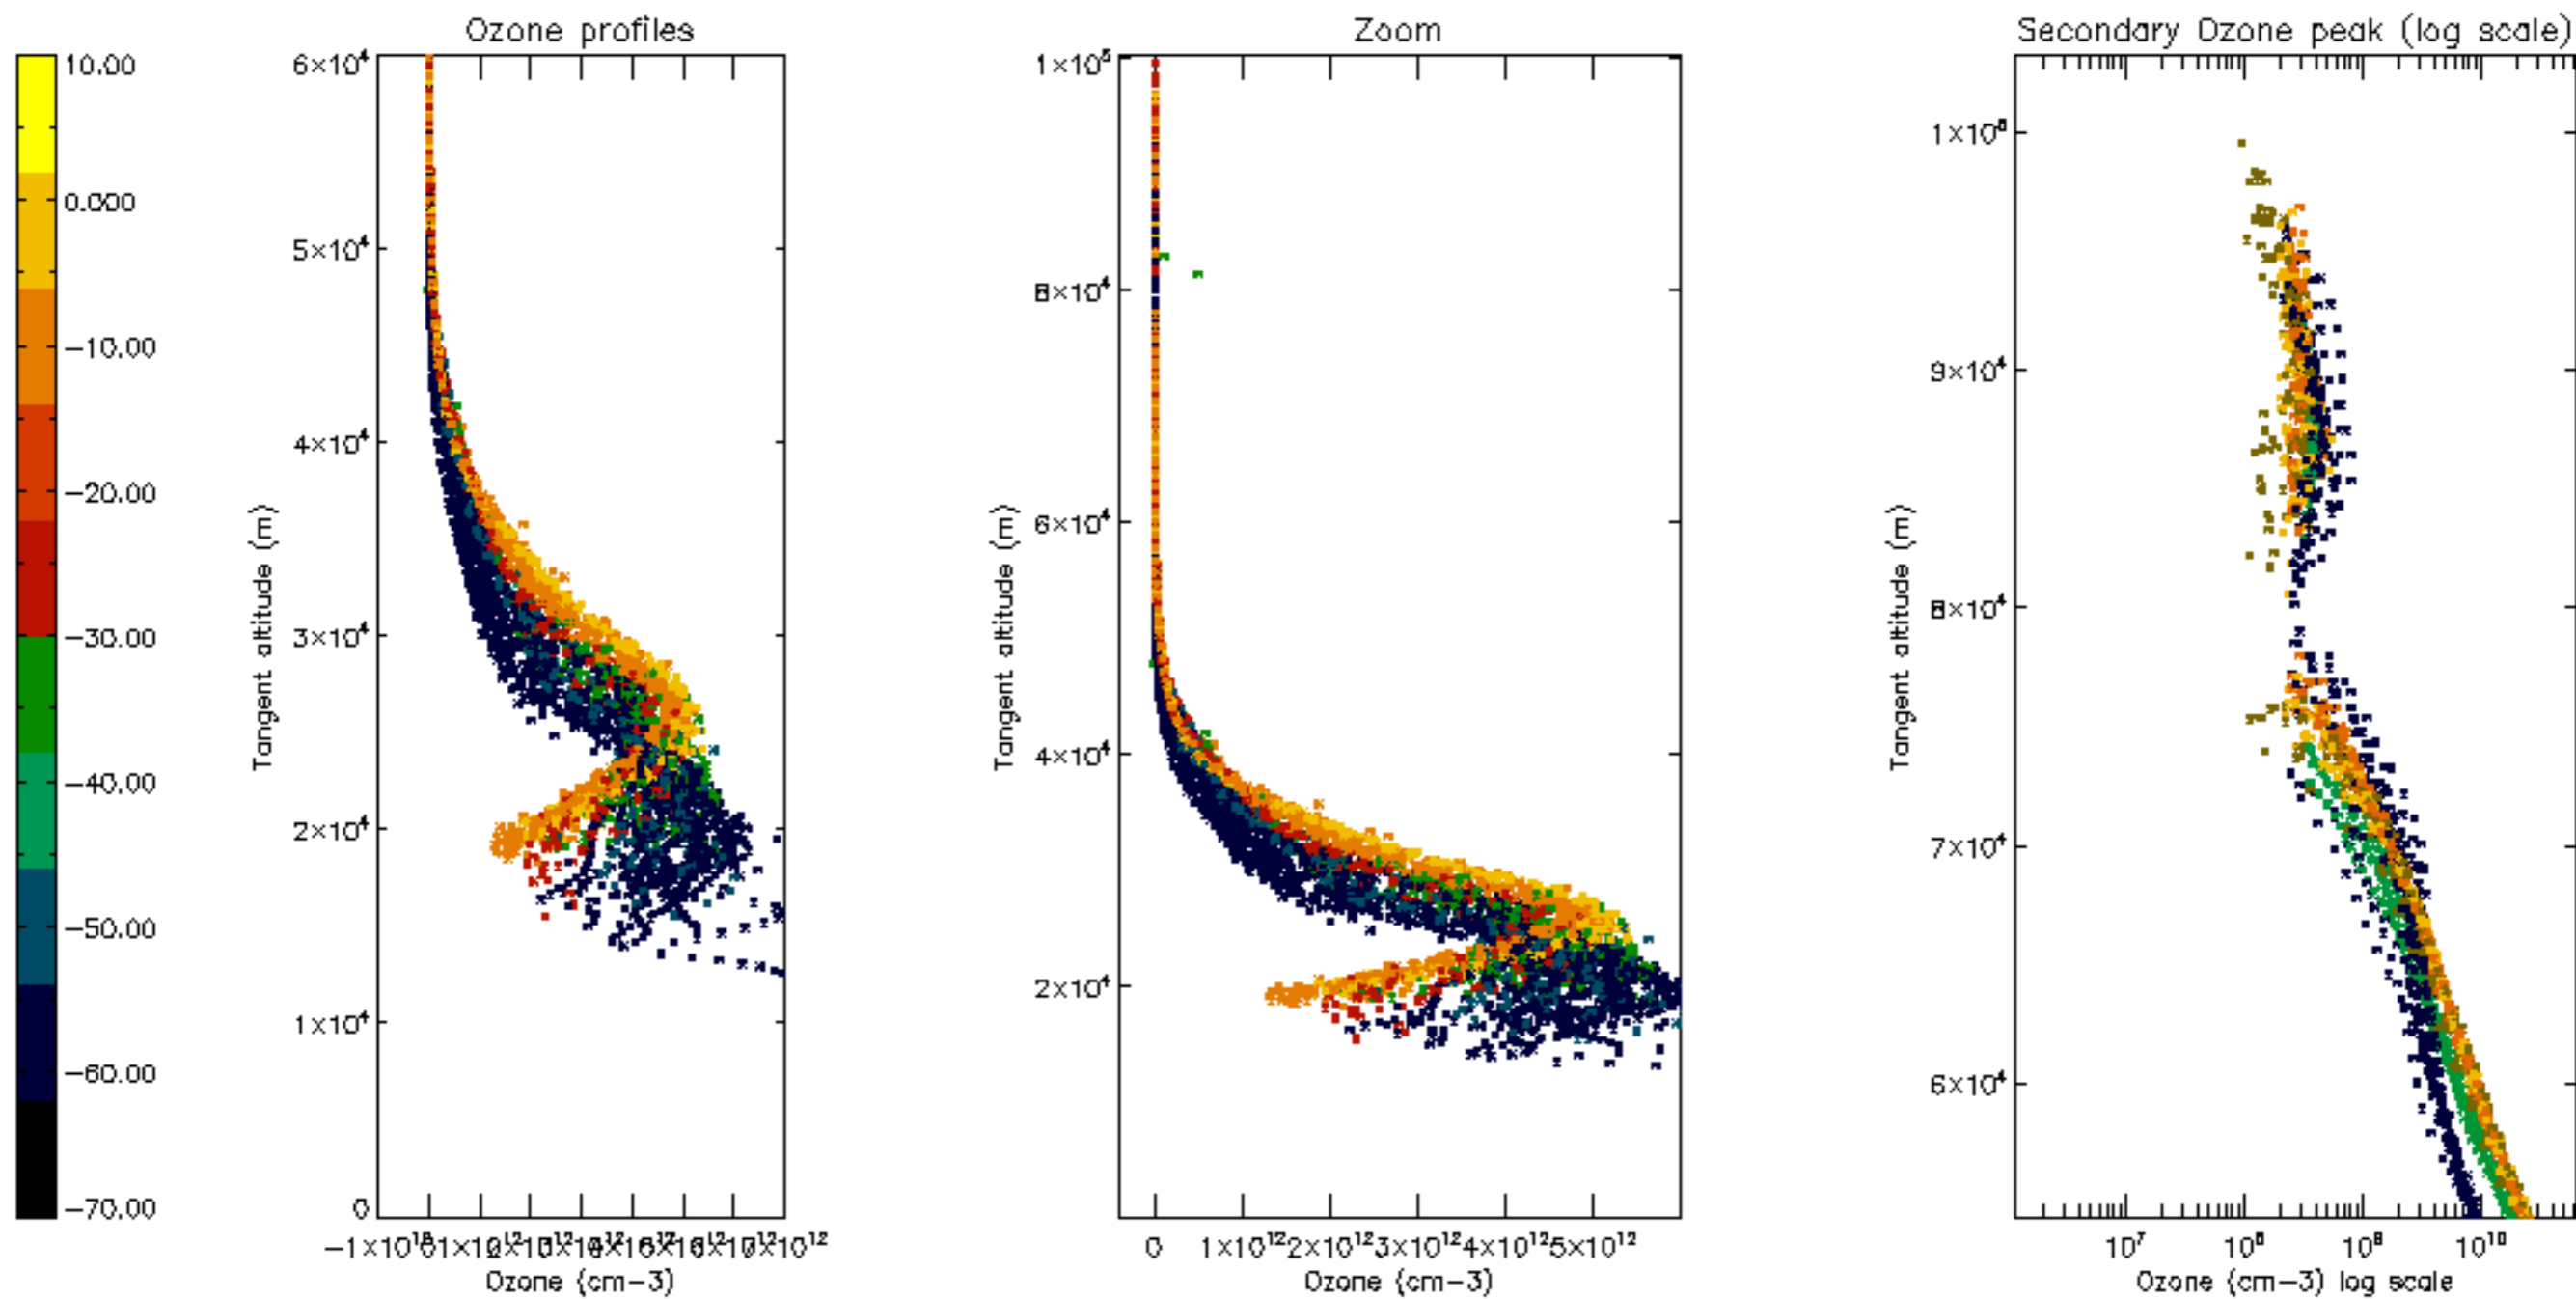 Ozone profiles
Zoom
Secondary Ozone peak (log scale)
10.00
0.000
−10.00
−20.00
−30.00
−40.00
−50.00
−60.00
−70.00
6×10⁴
5×10⁴
4×10⁴
3×10⁴
2×10⁴
1×10⁴
0
Tangent altitude (m)
Ozone (cm−3)
1×10⁵
8×10⁴
6×10⁴
4×10⁴
2×10⁴
Tangent altitude (m)
0 1×10¹² 2×10¹² 3×10¹² 4×10¹² 5×10¹²
Ozone (cm−3)
9×10⁴
8×10⁴
7×10⁴
6×10⁴
Tangent altitude (m)
10⁷ 10⁸ 10⁹ 10¹⁰
Ozone (cm−3) log scale